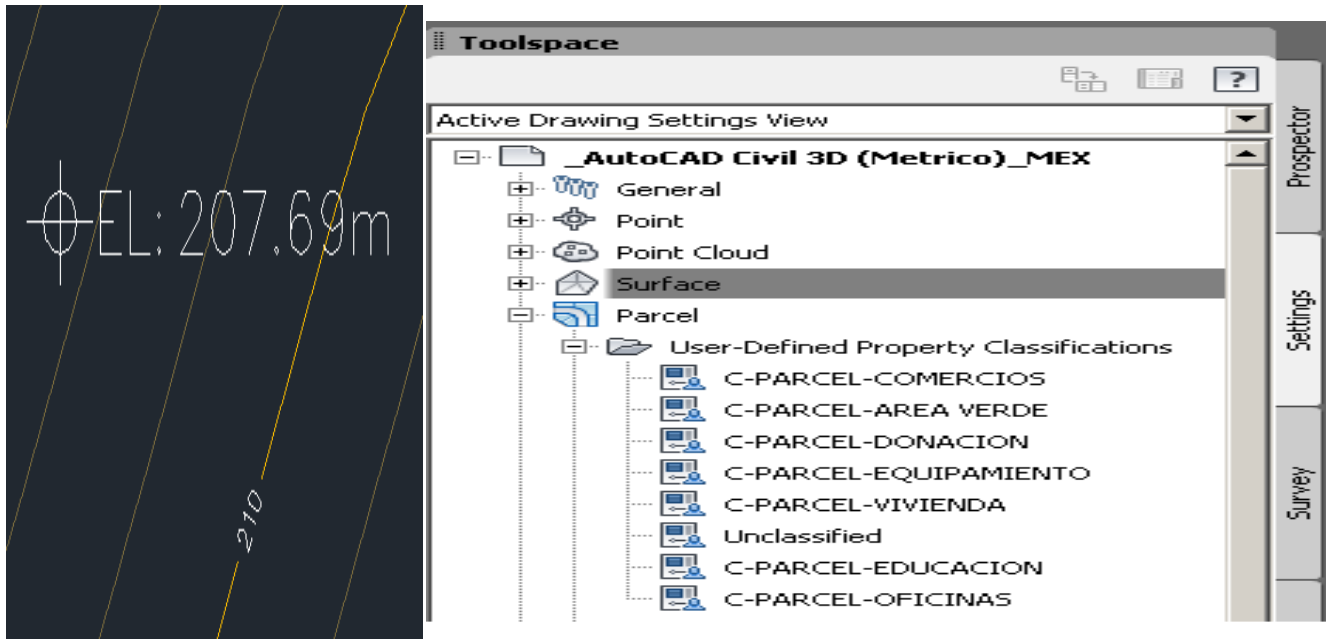 EL: 207.69m
210
Toolspace
?
Active Drawing Settings View
_AutoCAD Civil 3D (Metrico)_MEX
General
Point
Point Cloud
Surface
Parcel
User-Defined Property Classifications
C-PARCEL-COMERCIOS
C-PARCEL-AREA VERDE
C-PARCEL-DONACION
C-PARCEL-EQUIPAMIENTO
C-PARCEL-VIVIENDA
Unclassified
C-PARCEL-EDUCACION
C-PARCEL-OFICINAS
Prospector
Settings
Survey